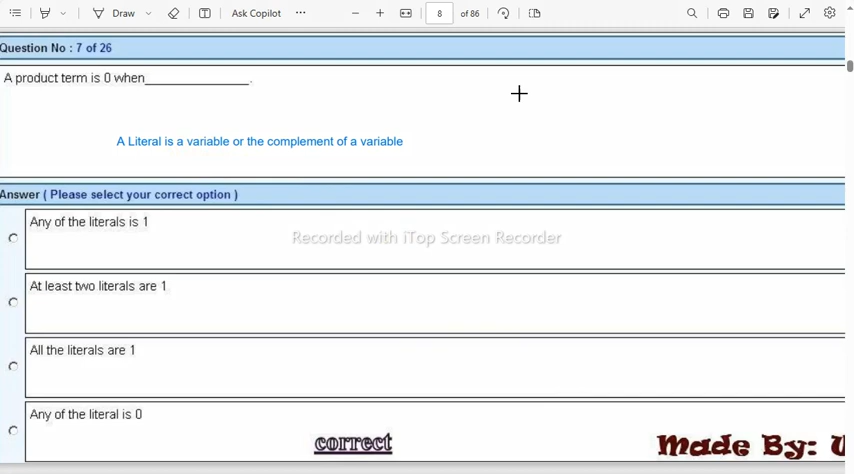 Draw
Ask Copilot
8
of 86
Question No : 7 of 26
A product term is 0 when________________.
A Literal is a variable or the complement of a variable
Answer ( Please select your correct option )
Any of the literals is 1
Recorded with iTop Screen Recorder
At least two literals are 1
All the literals are 1
Any of the literal is 0
correct
Made By: